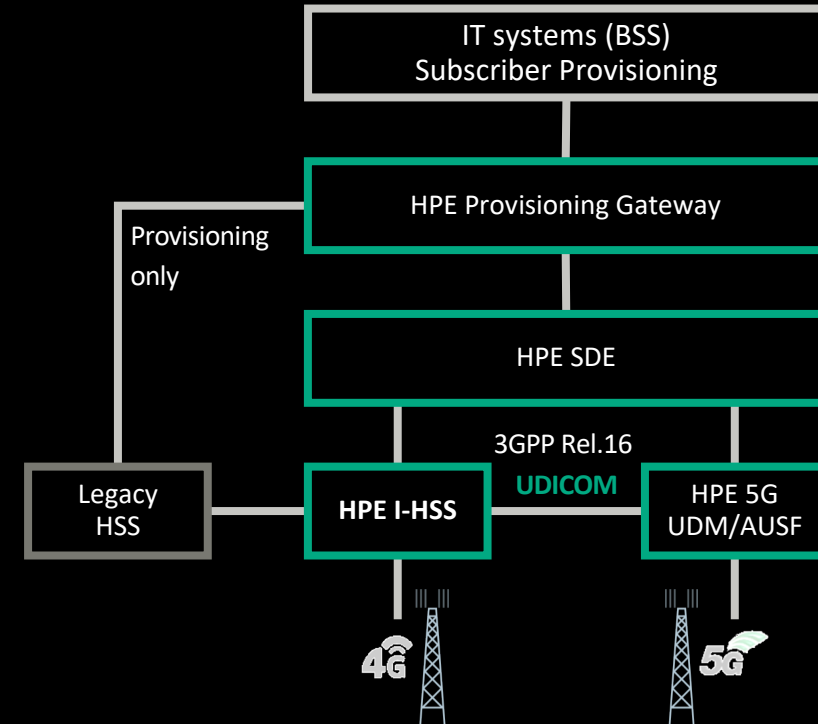 IT systems (BSS)
Subscriber Provisioning
HPE Provisioning Gateway
Provisioning
only
HPE SDE
3GPP Rel.16
UDICOM
Legacy
HSS
HPE I-HSS
HPE 5G
UDM/AUSF
4G
5G